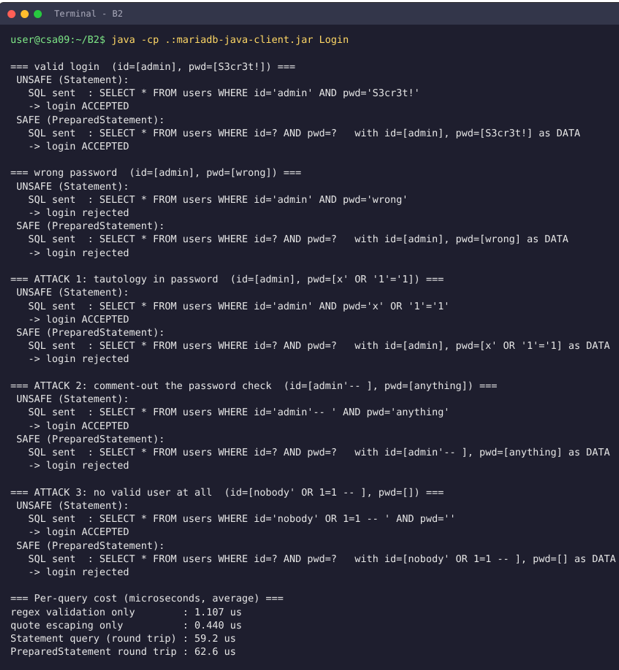 Terminal - B2
user@csa09:~/B2$ java -cp .:mariadb-java-client.jar Login
=== valid login  (id=[admin], pwd=[S3cr3t!]) ===
UNSAFE (Statement):
SQL sent  : SELECT * FROM users WHERE id='admin' AND pwd='S3cr3t!'
-> login ACCEPTED
SAFE (PreparedStatement):
SQL sent  : SELECT * FROM users WHERE id=? AND pwd=?   with id=[admin], pwd=[S3cr3t!] as DATA
-> login ACCEPTED
=== wrong password  (id=[admin], pwd=[wrong]) ===
UNSAFE (Statement):
SQL sent  : SELECT * FROM users WHERE id='admin' AND pwd='wrong'
-> login rejected
SAFE (PreparedStatement):
SQL sent  : SELECT * FROM users WHERE id=? AND pwd=?   with id=[admin], pwd=[wrong] as DATA
-> login rejected
=== ATTACK 1: tautology in password  (id=[admin], pwd=[x' OR '1'='1]) ===
UNSAFE (Statement):
SQL sent  : SELECT * FROM users WHERE id='admin' AND pwd='x' OR '1'='1'
-> login ACCEPTED
SAFE (PreparedStatement):
SQL sent  : SELECT * FROM users WHERE id=? AND pwd=?   with id=[admin], pwd=[x' OR '1'='1] as DATA
-> login rejected
=== ATTACK 2: comment-out the password check  (id=[admin'-- ], pwd=[anything]) ===
UNSAFE (Statement):
SQL sent  : SELECT * FROM users WHERE id='admin'-- ' AND pwd='anything'
-> login ACCEPTED
SAFE (PreparedStatement):
SQL sent  : SELECT * FROM users WHERE id=? AND pwd=?   with id=[admin'-- ], pwd=[anything] as DATA
-> login rejected
=== ATTACK 3: no valid user at all  (id=[nobody' OR 1=1 -- ], pwd=[]) ===
UNSAFE (Statement):
SQL sent  : SELECT * FROM users WHERE id='nobody' OR 1=1 -- ' AND pwd=''
-> login ACCEPTED
SAFE (PreparedStatement):
SQL sent  : SELECT * FROM users WHERE id=? AND pwd=?   with id=[nobody' OR 1=1 -- ], pwd=[] as DATA
-> login rejected
=== Per-query cost (microseconds, average) ===
regex validation only        : 1.107 us
quote escaping only          : 0.440 us
Statement query (round trip) : 59.2 us
PreparedStatement round trip : 62.6 us